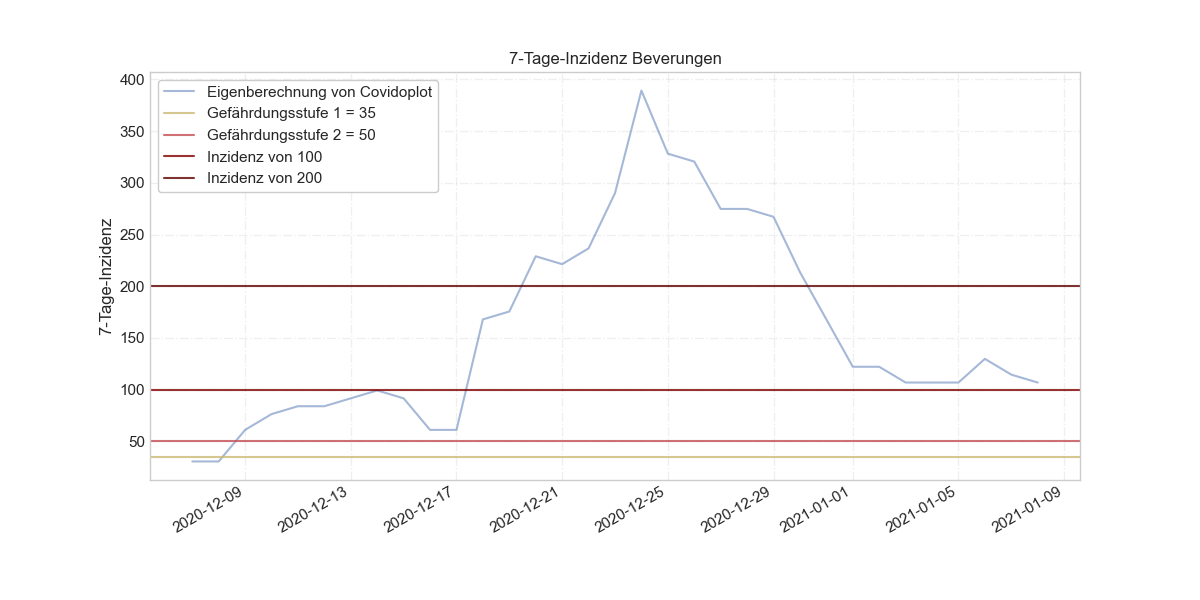 7-Tage-Inzidenz Beverungen
400
350
300
250
200
150
100
50
7-Tage-Inzidenz
Eigenberechnung von Covidoplot
Gefährdungsstufe 1 = 35
Gefährdungsstufe 2 = 50
Inzidenz von 100
Inzidenz von 200
2020-12-09
2020-12-13
2020-12-17
2020-12-21
2020-12-25
2020-12-29
2021-01-01
2021-01-05
2021-01-09